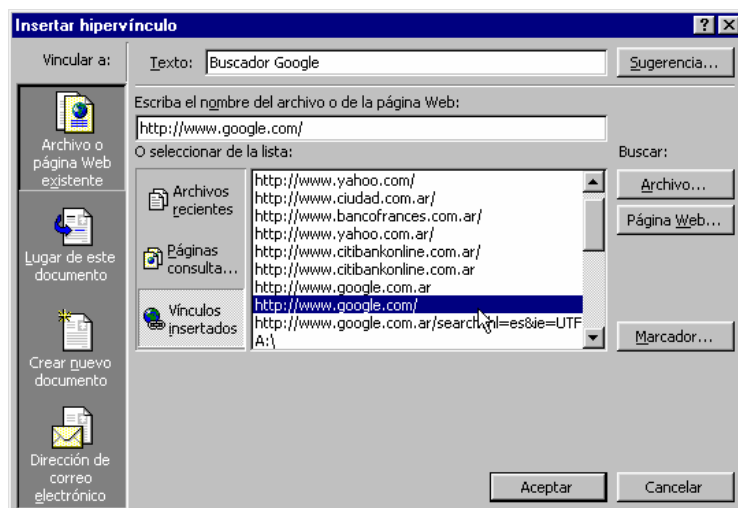 Insertar hipervínculo
Vincular a:
Texto: Buscador Google
Sugerencia...
Escriba el nombre del archivo o de la página Web:
http://www.google.com/
O seleccionar de la lista:
Buscar:
Archivo o
página Web
existente
Lugar de este
documento
Crear nuevo
documento
Dirección de
correo
electrónico
Archivos
recientes
Páginas
consulta...
Vínculos
insertados
http://www.yahoo.com/
http://www.ciudad.com.ar/
http://www.bancofrances.com.ar/
http://www.yahoo.com.ar/
http://www.citibankonline.com.ar/
http://www.citibankonline.com.ar
http://www.google.com.ar
http://www.google.com/
http://www.google.com.ar/search?hl=es&ie=UTF
A:\
Archivo...
Página Web...
Marcador...
Aceptar
Cancelar